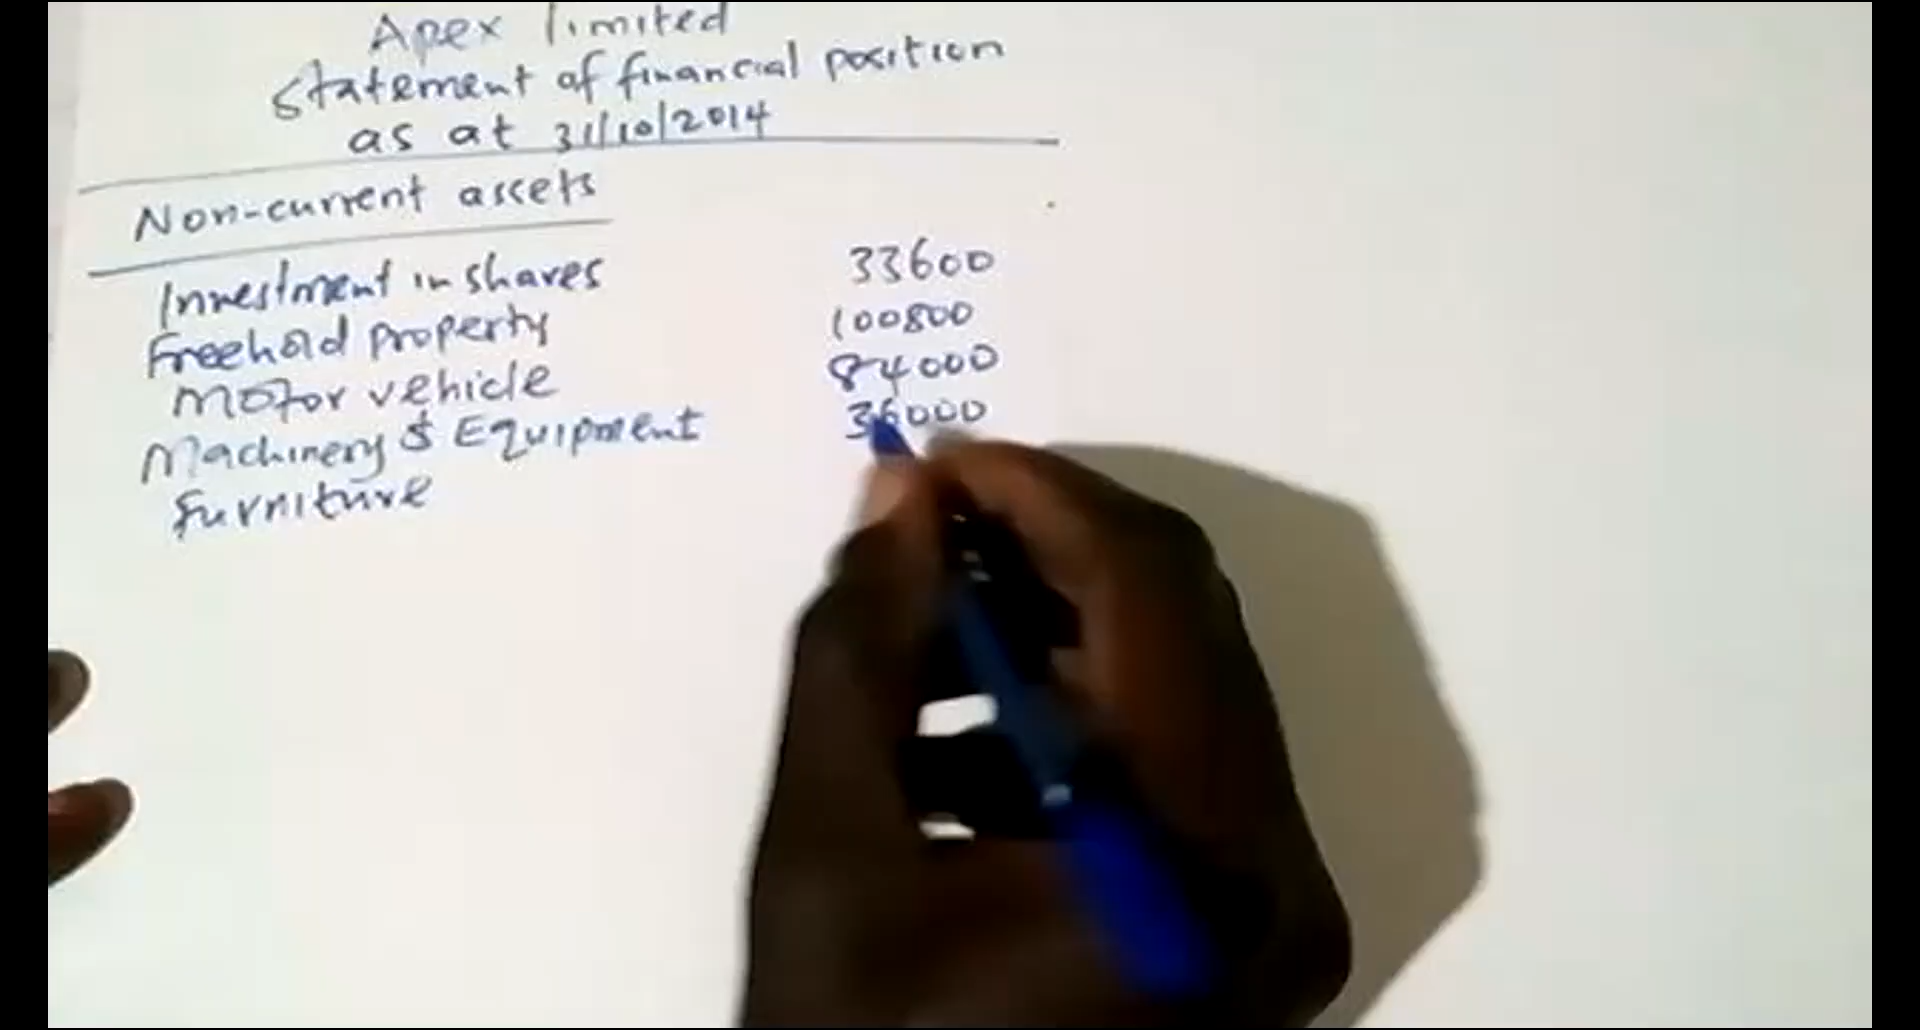 Apex limited
Statement of financial position
as at 31/10/2014
Non-current assets
Investment in shares 33600
Freehold property 100800
Motor vehicle 84000
Machinery & Equipment 36000
furniture